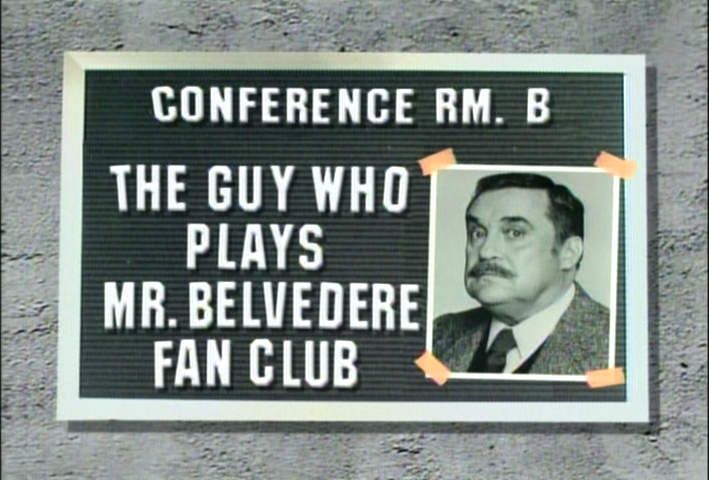 CONFERENCE RM. B
THE GUY WHO
PLAYS
MR. BELVEDERE
FAN CLUB